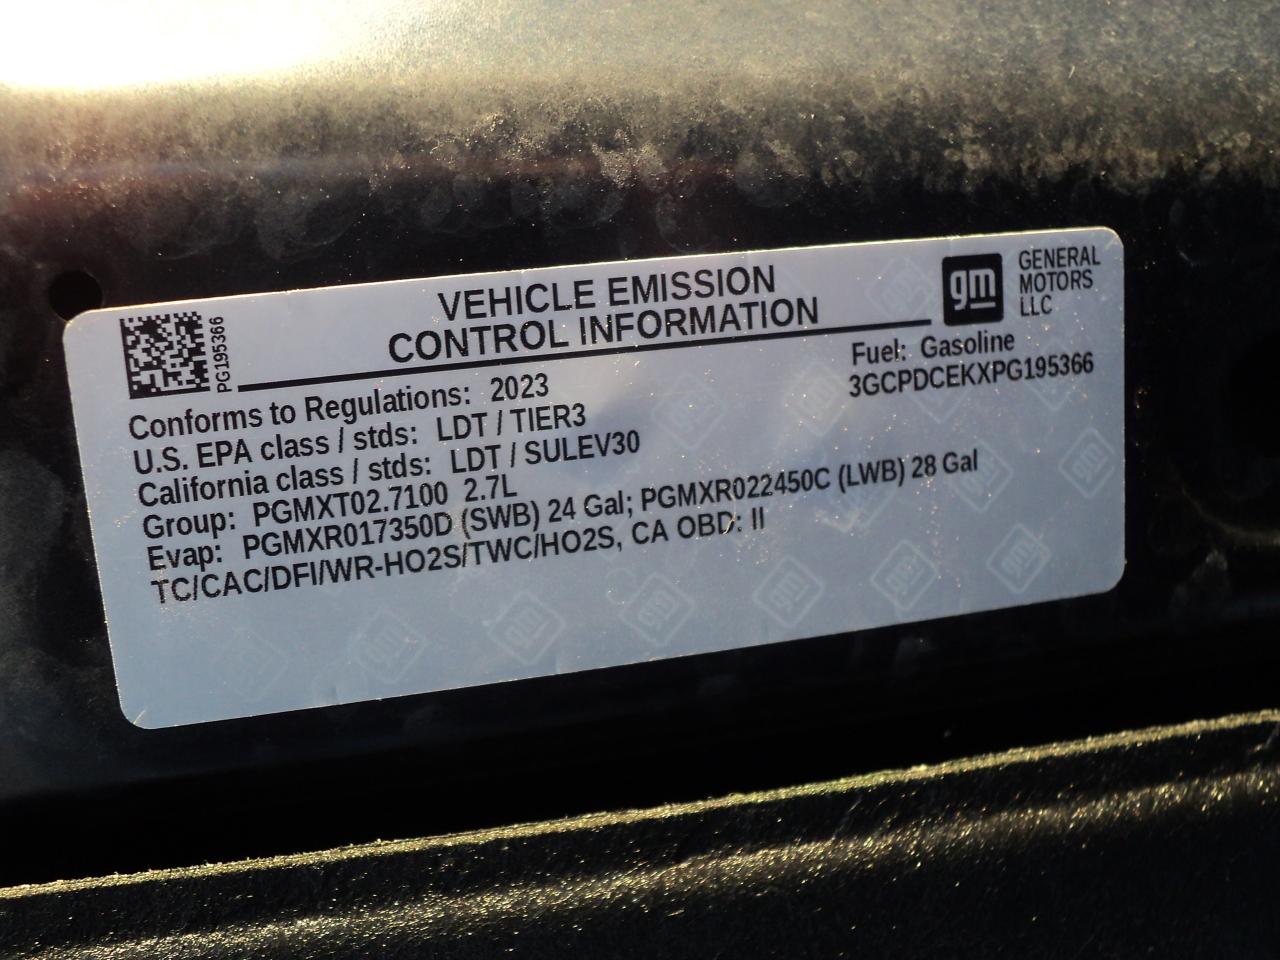 VEHICLE EMISSION
CONTROL INFORMATION
gm
GENERAL
MOTORS
LLC
PG195366
Fuel: Gasoline
3GCPDCEKXPG195366
Conforms to Regulations: 2023
U.S. EPA class / stds: LDT / TIER3
California class / stds: LDT / SULEV30
Group: PGMXT02.7100 2.7L
Evap: PGMXR017350D (SWB) 24 Gal; PGMXR022450C (LWB) 28 Gal
TC/CAC/DFI/WR-HO2S/TWC/HO2S, CA OBD: II